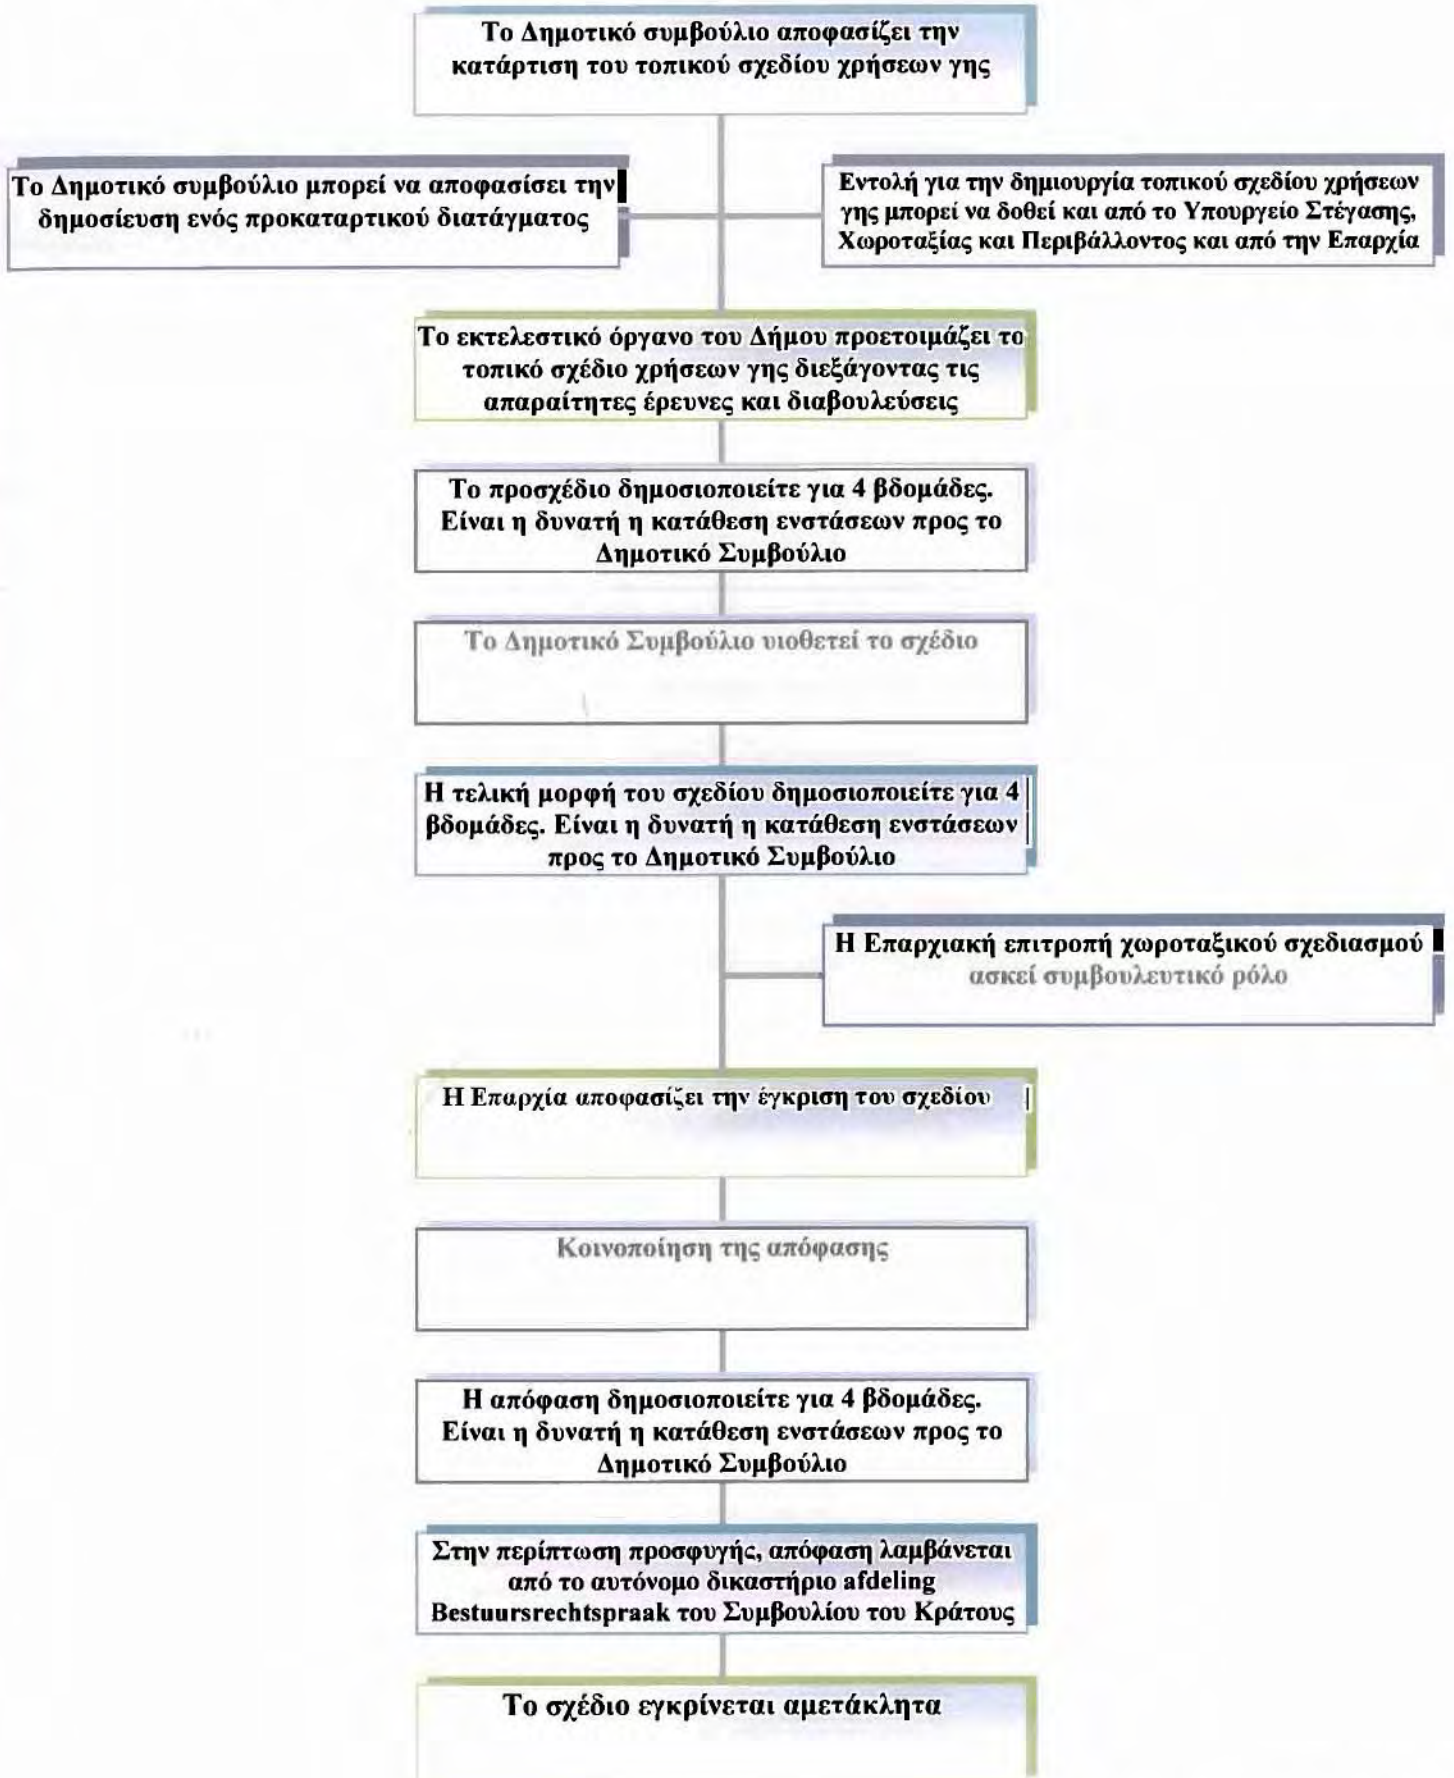 Το Δημοτικό συμβούλιο αποφασίζει την
κατάρτιση του τοπικού σχεδίου χρήσεων γης
Το Δημοτικό συμβούλιο μπορεί να αποφασίσει την
δημοσίευση ενός προκαταρτικού διατάγματος
Εντολή για την δημιουργία τοπικού σχεδίου χρήσεων
γης μπορεί να δοθεί και από το Υπουργείο Στέγασης,
Χωροταξίας και Περιβάλλοντος και από την Επαρχία
Το εκτελεστικό όργανο του Δήμου προετοιμάζει το
τοπικό σχέδιο χρήσεων γης διεξάγοντας τις
απαραίτητες έρευνες και διαβουλεύσεις
Το προσχέδιο δημοσιοποιείτε για 4 βδομάδες.
Είναι η δυνατή η κατάθεση ενστάσεων προς το
Δημοτικό Συμβούλιο
Το Δημοτικό Συμβούλιο υιοθετεί το σχέδιο
Η τελική μορφή του σχεδίου δημοσιοποιείτε για 4
βδομάδες. Είναι η δυνατή η κατάθεση ενστάσεων
προς το Δημοτικό Συμβούλιο
Η Επαρχιακή επιτροπή χωροταξικού σχεδιασμού
ασκεί συμβουλευτικό ρόλο
Η Επαρχία αποφασίζει την έγκριση του σχεδίου
Κοινοποίηση της απόφασης
Η απόφαση δημοσιοποιείτε για 4 βδομάδες.
Είναι η δυνατή η κατάθεση ενστάσεων προς το
Δημοτικό Συμβούλιο
Στην περίπτωση προσφυγής, απόφαση λαμβάνεται
από το αυτόνομο δικαστήριο afdeling
Bestuursrechtspraak του Συμβουλίου του Κράτους
Το σχέδιο εγκρίνεται αμετάκλητα